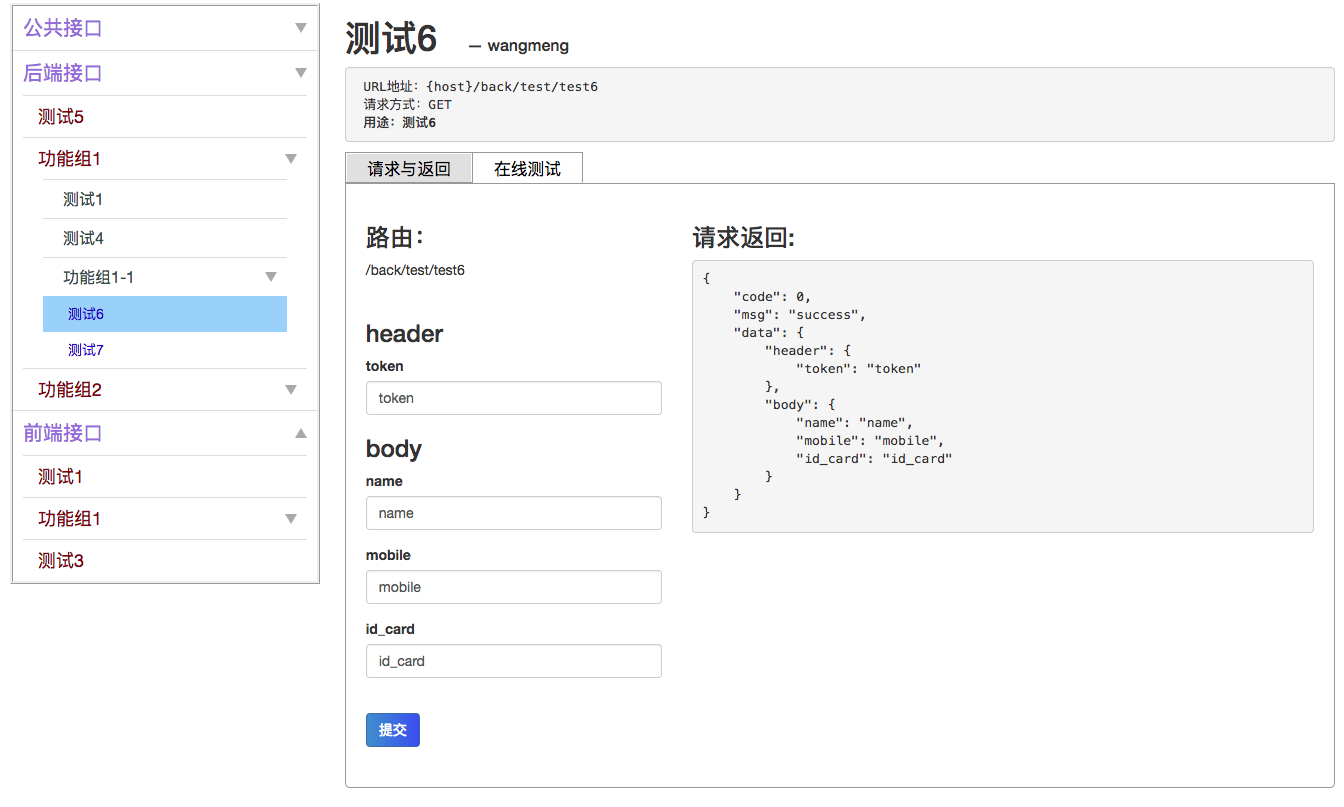 公共接口
后端接口
测试5
功能组1
测试1
测试4
功能组1-1
测试6
测试7
功能组2
前端接口
测试1
功能组1
测试3
测试6 — wangmeng
URL地址: {host}/back/test/test6
请求方式: GET
用途: 测试6
请求与返回 在线测试
路由:
/back/test/test6
header
token
token
body
name
name
mobile
mobile
id_card
id_card
提交
请求返回:
{
    "code": 0,
    "msg": "success",
    "data": {
        "header": {
            "token": "token"
        },
        "body": {
            "name": "name",
            "mobile": "mobile",
            "id_card": "id_card"
        }
    }
}